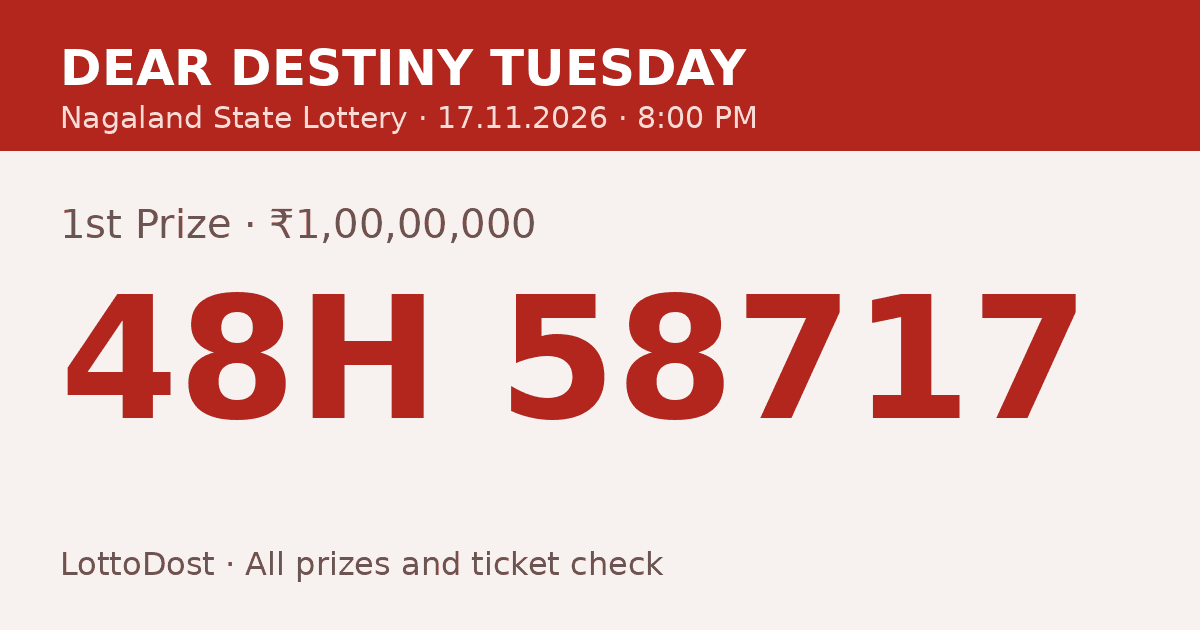 DEAR DESTINY TUESDAY
Nagaland State Lottery · 17.11.2026 · 8:00 PM
1st Prize · ₹1,00,00,000
48H 58717
LottoDost · All prizes and ticket check